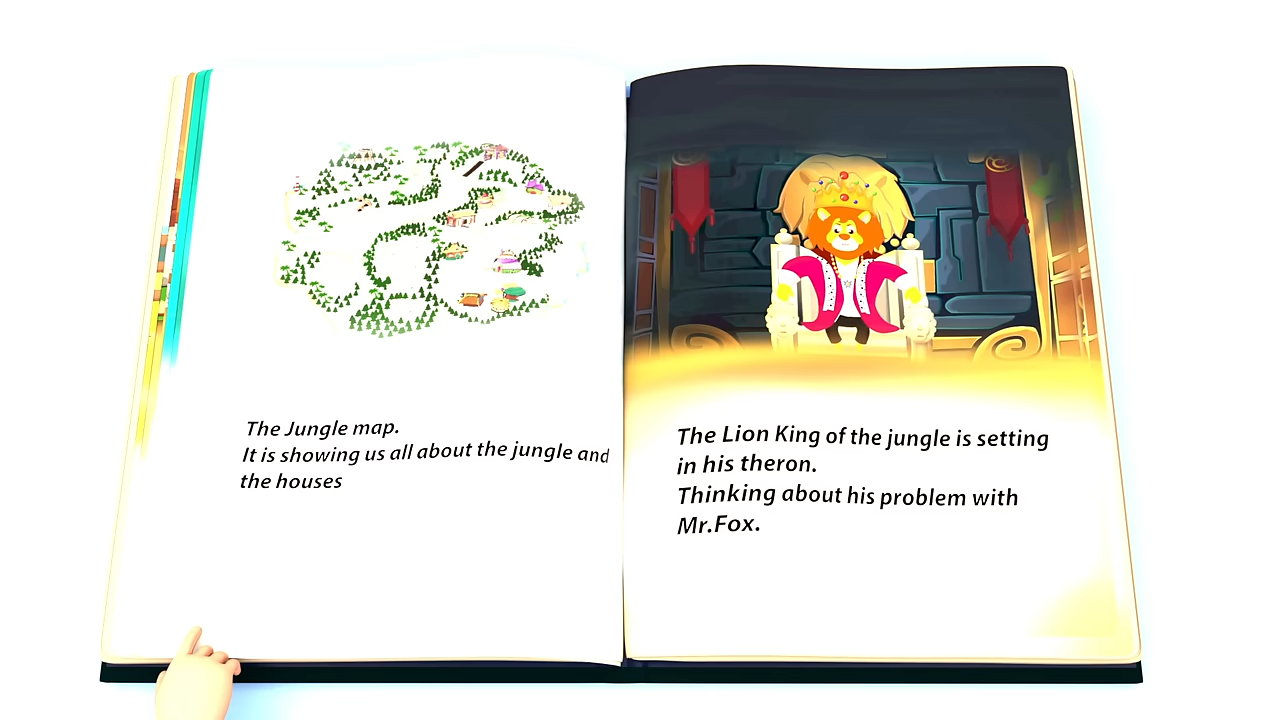 The Jungle map.
It is showing us all about the jungle and
the houses
The Lion King of the jungle is setting
in his theron.
Thinking about his problem with
Mr.Fox.